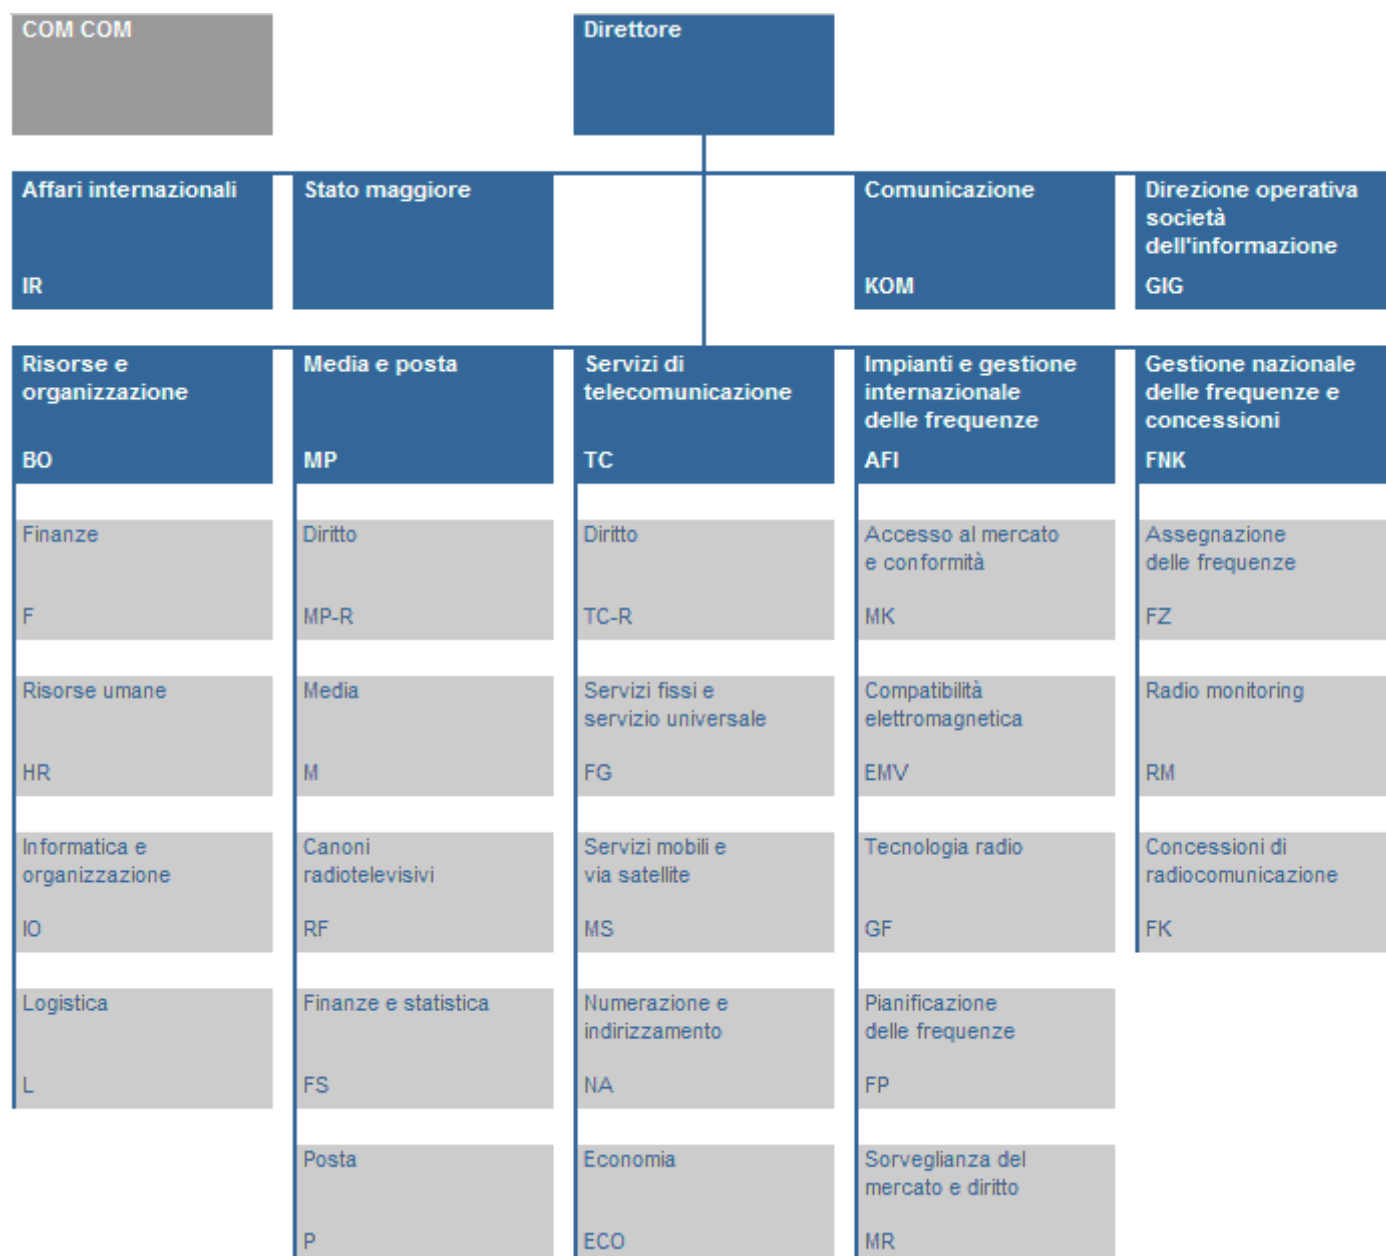 COM COM
Direttore
Affari internazionali
IR
Stato maggiore
Comunicazione
KOM
Direzione operativa
società
dell'informazione
GIG
Risorse e
organizzazione
BO
Media e posta
MP
Servizi di
telecomunicazione
TC
Impianti e gestione
internazionale
delle frequenze
AFI
Gestione nazionale
delle frequenze e
concessioni
FNK
Finanze
F
Diritto
MP-R
Diritto
TC-R
Accesso al mercato
e conformità
MK
Assegnazione
delle frequenze
FZ
Risorse umane
HR
Media
M
Servizi fissi e
servizio universale
FG
Compatibilità
elettromagnetica
EMV
Radio monitoring
RM
Informatica e
organizzazione
IO
Canoni
radiotelevisivi
RF
Servizi mobili e
via satellite
MS
Tecnologia radio
GF
Concessioni di
radiocomunicazione
FK
Logistica
L
Finanze e statistica
FS
Numerazione e
indirizzamento
NA
Pianificazione
delle frequenze
FP
Posta
P
Economia
ECO
Sorveglianza del
mercato e diritto
MR